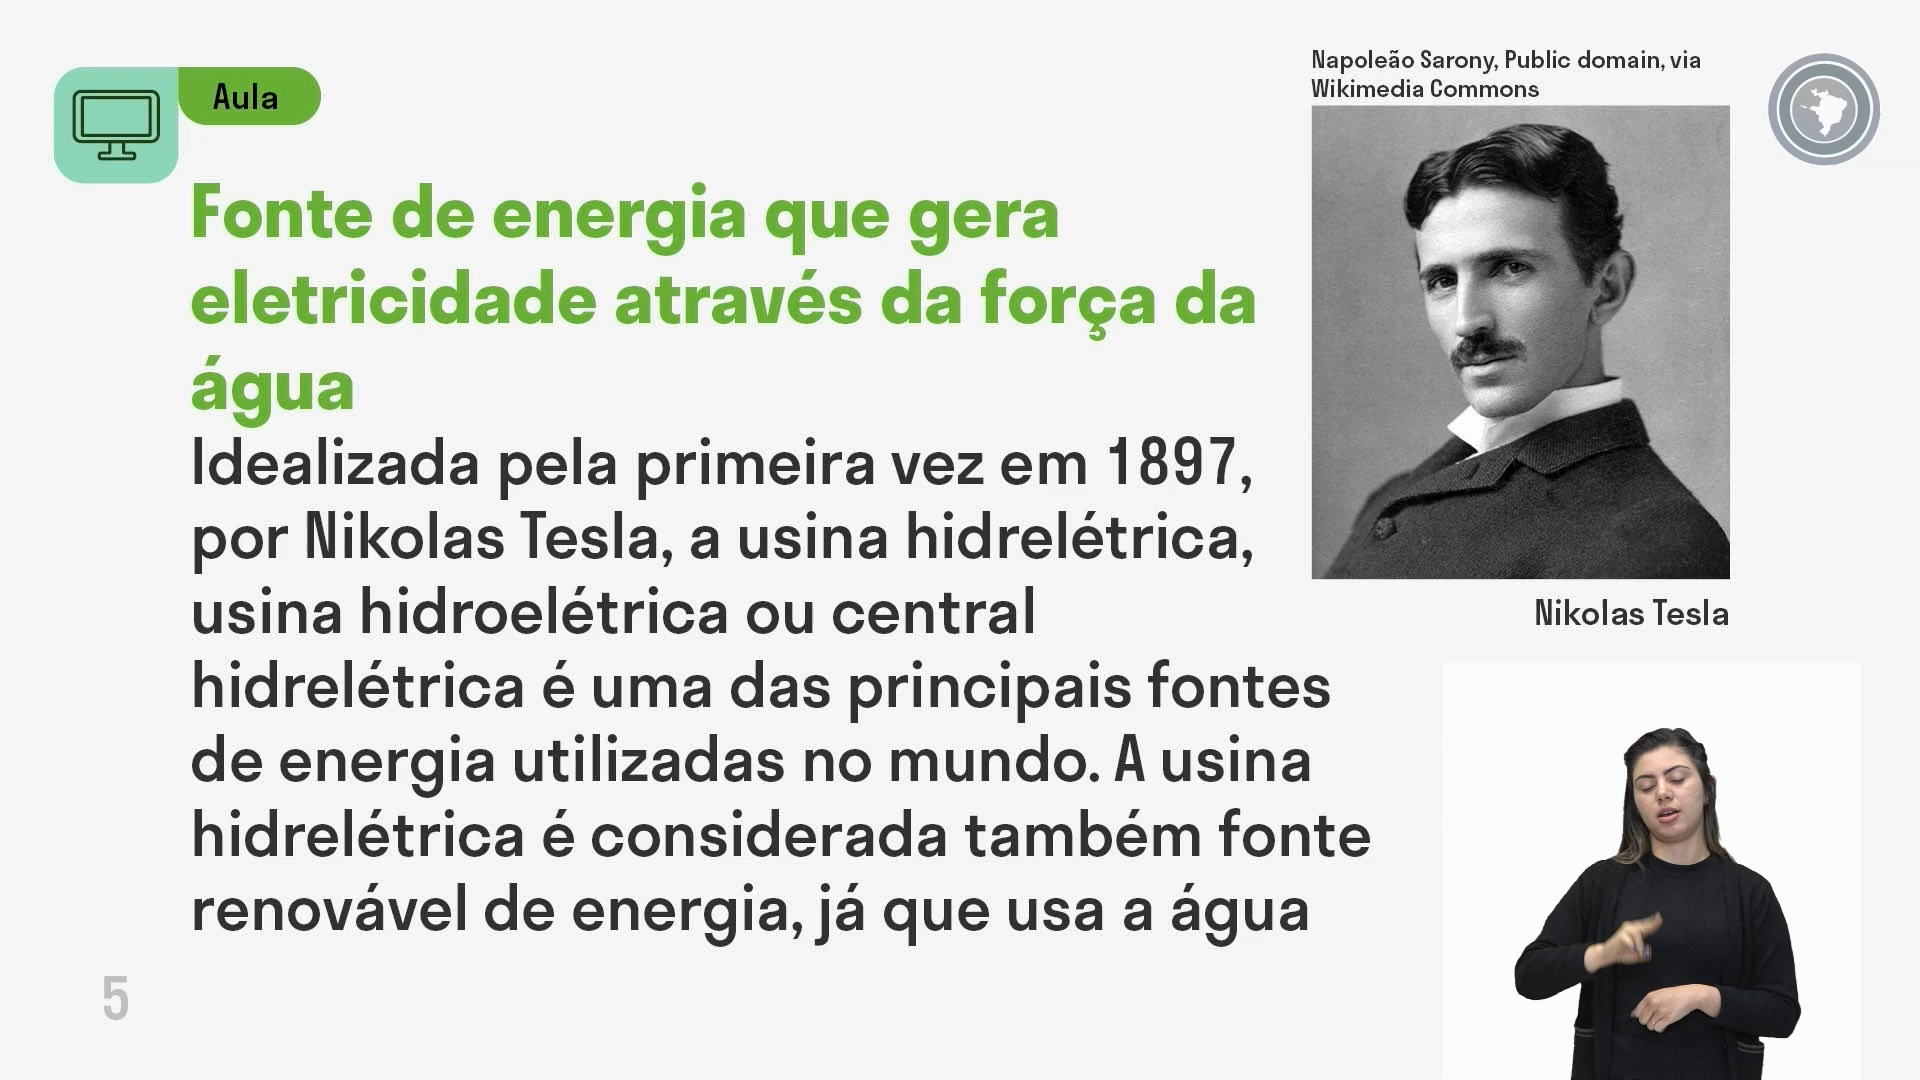 Aula
Napoleão Sarony, Public domain, via
Wikimedia Commons
Fonte de energia que gera
eletricidade através da força da
água
Idealizada pela primeira vez em 1897,
por Nikolas Tesla, a usina hidrelétrica,
usina hidroelétrica ou central
hidrelétrica é uma das principais fontes
de energia utilizadas no mundo. A usina
hidrelétrica é considerada também fonte
renovável de energia, já que usa a água
Nikolas Tesla
5